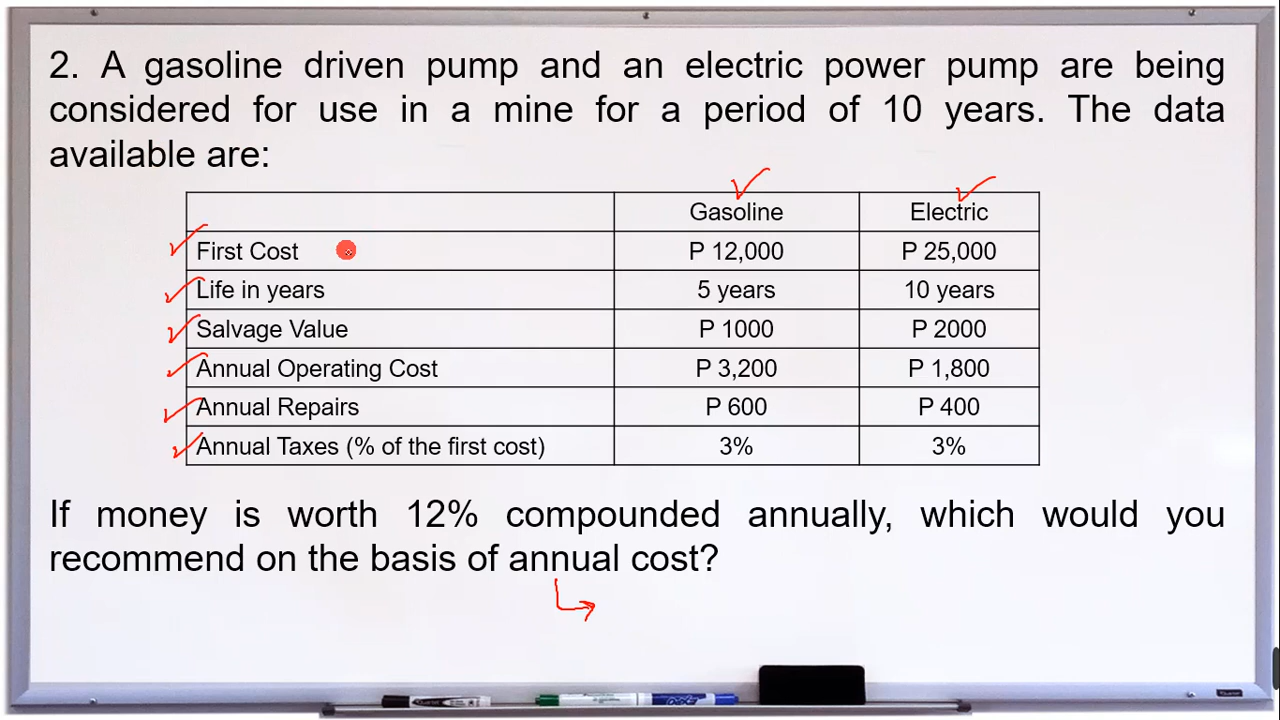 2. A gasoline driven pump and an electric power pump are being
considered for use in a mine for a period of 10 years. The data
available are:
Gasoline Electric
First Cost P 12,000 P 25,000
Life in years 5 years 10 years
Salvage Value P 1000 P 2000
Annual Operating Cost P 3,200 P 1,800
Annual Repairs P 600 P 400
Annual Taxes (% of the first cost) 3% 3%
If money is worth 12% compounded annually, which would you
recommend on the basis of annual cost?